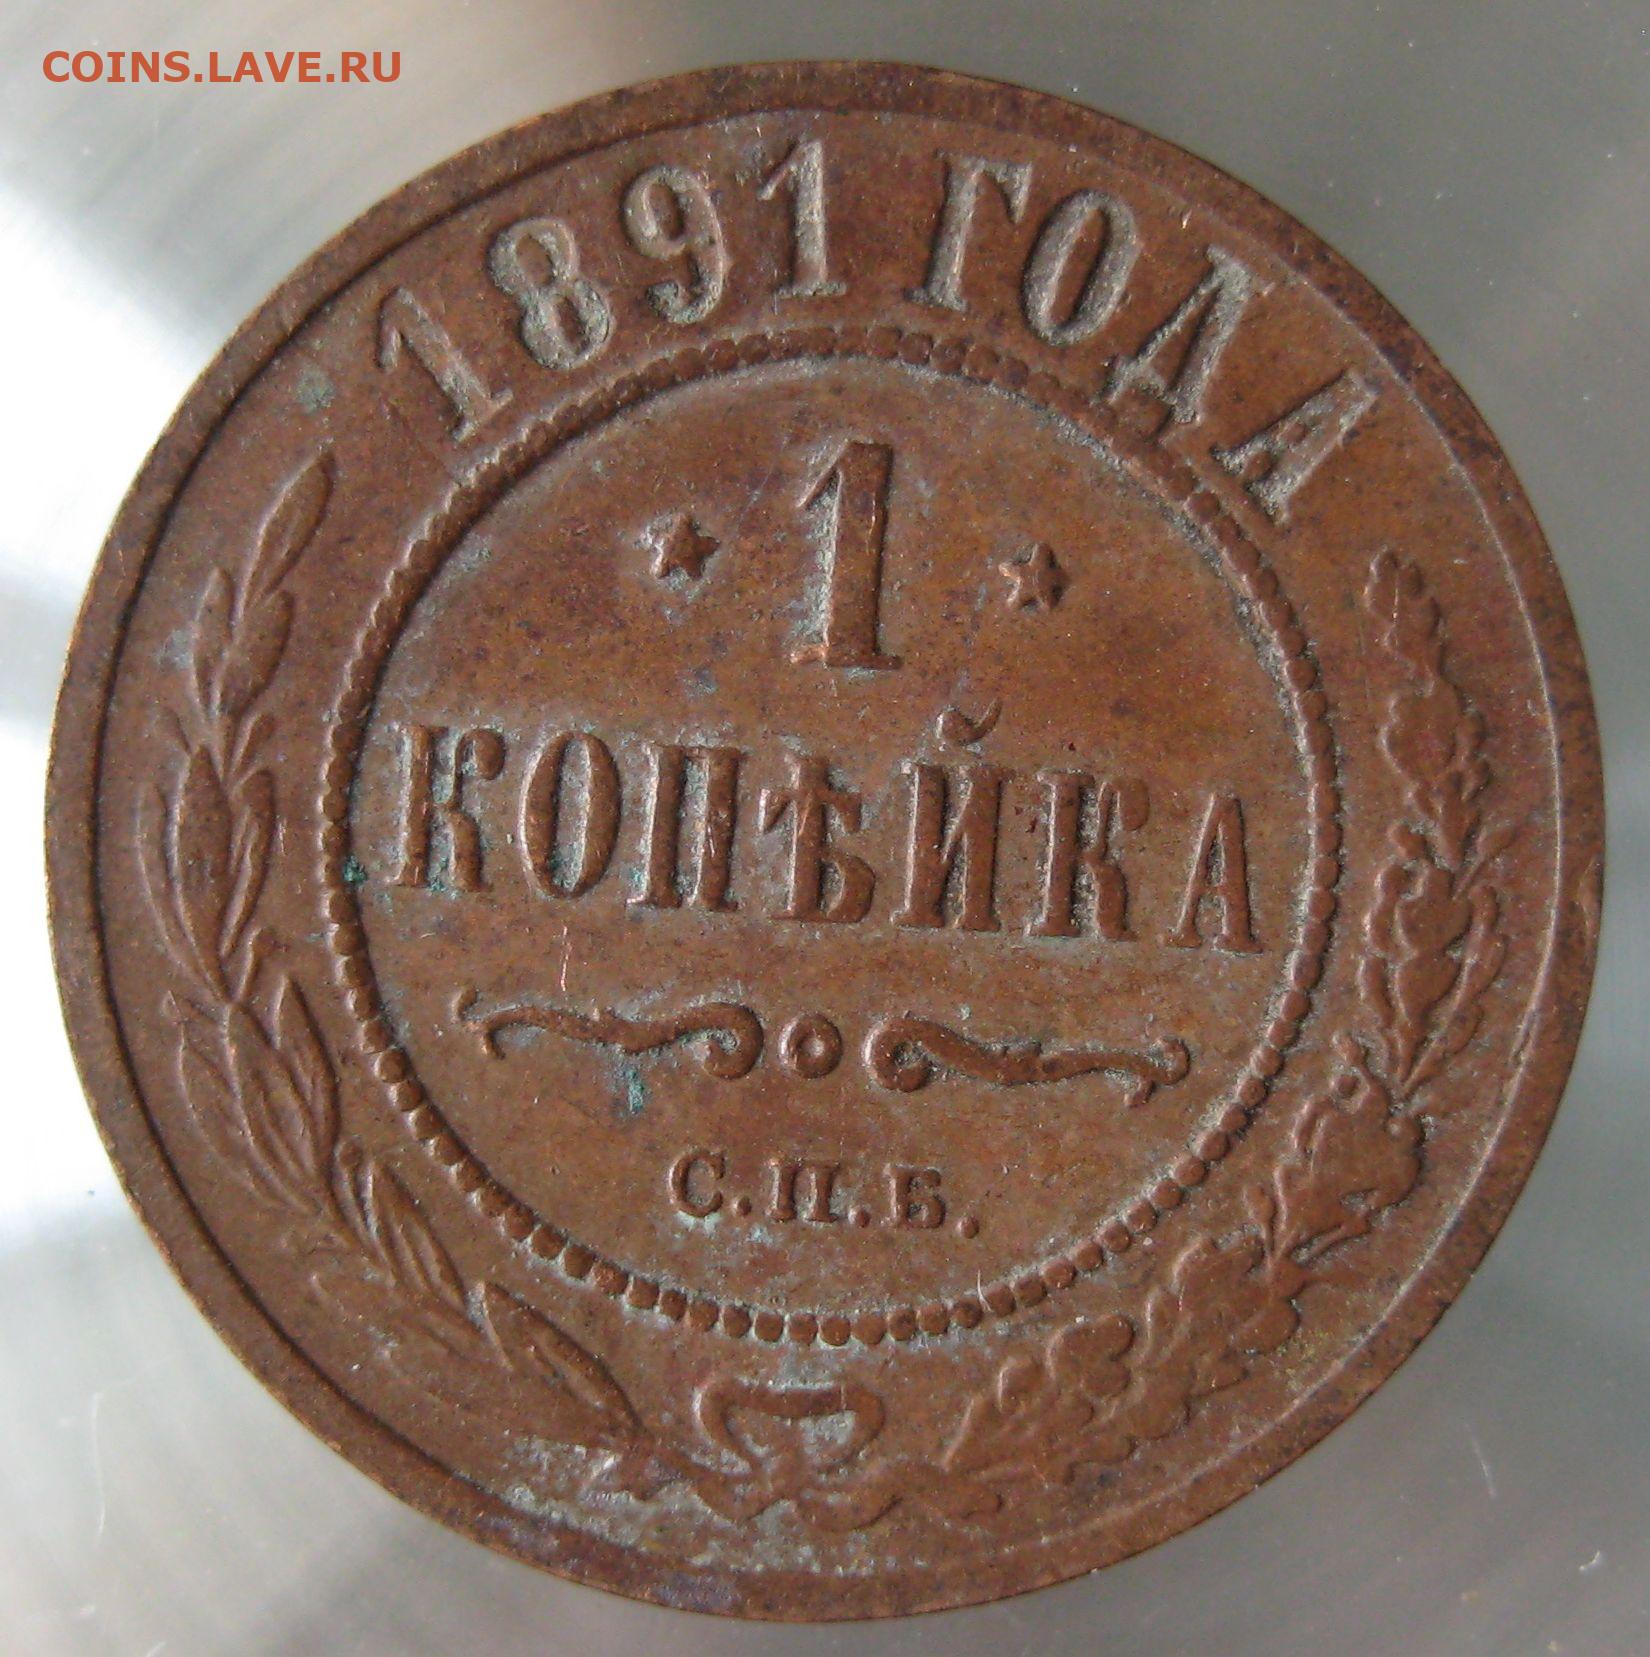 COINS.LAVE.RU
1891 ГОДА
* 1 *
КОПѢЙКА
С.П.Б.